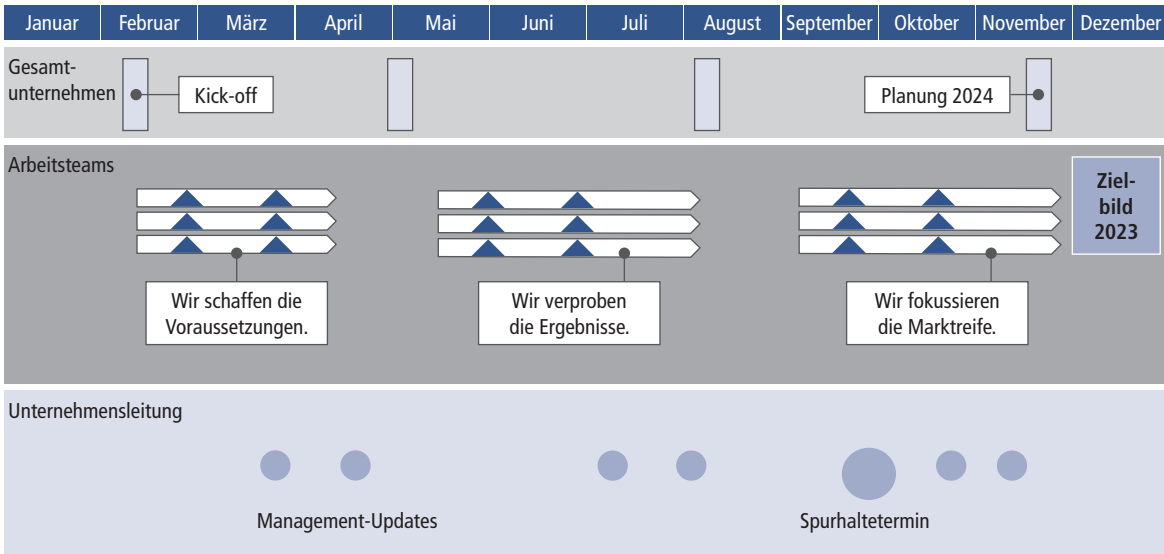 Januar Februar März April Mai Juni Juli August September Oktober November Dezember
Gesamt-
unternehmen
Kick-off
Planung 2024
Arbeitsteams
Ziel-
bild
2023
Wir schaffen die
Voraussetzungen.
Wir verproben
die Ergebnisse.
Wir fokussieren
die Marktreife.
Unternehmensleitung
Management-Updates
Spurhaltetermin